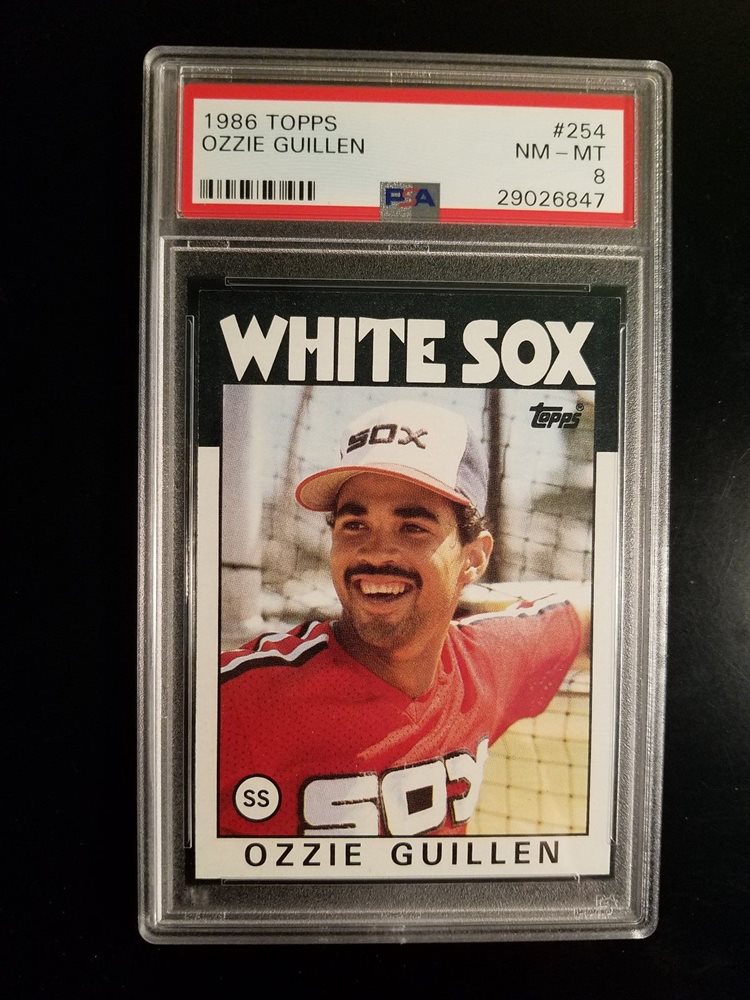 1986 TOPPS #254
OZZIE GUILLEN NM-MT
8
PSA 29026847
WHITE SOX
topps®
SOX
SOX
SS
OZZIE GUILLEN